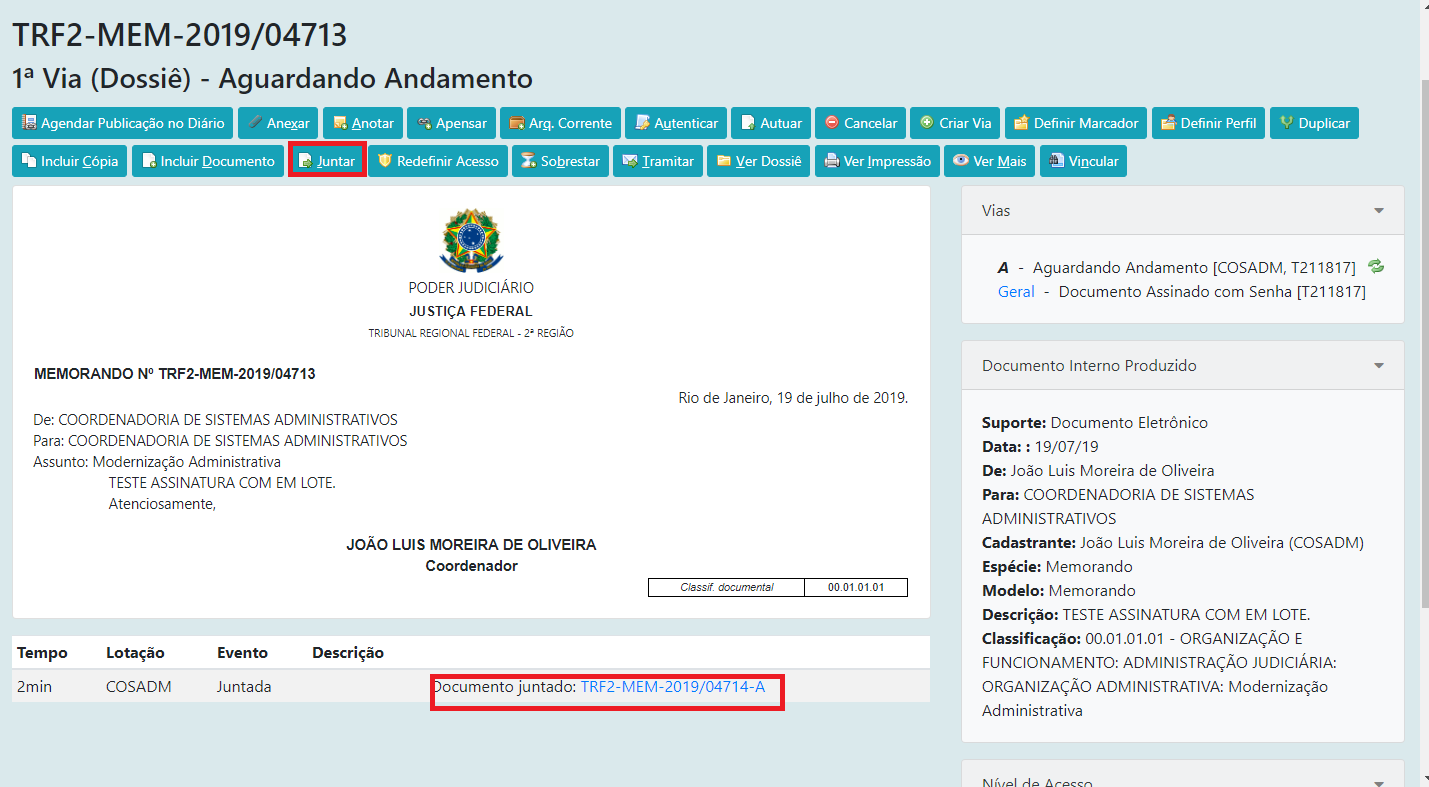 TRF2-MEM-2019/04713
1ª Via (Dossiê) - Aguardando Andamento
Agendar Publicação no Diário Anexar Anotar Apensar Arq. Corrente Autenticar Autuar Cancelar Criar Via Definir Marcador Definir Perfil Duplicar
Incluir Cópia Incluir Documento Juntar Redefinir Acesso Sobrestar Tramitar Ver Dossiê Ver Impressão Ver Mais Vincular
PODER JUDICIÁRIO
JUSTIÇA FEDERAL
TRIBUNAL REGIONAL FEDERAL - 2ª REGIÃO
MEMORANDO Nº TRF2-MEM-2019/04713
Rio de Janeiro, 19 de julho de 2019.
De: COORDENADORIA DE SISTEMAS ADMINISTRATIVOS
Para: COORDENADORIA DE SISTEMAS ADMINISTRATIVOS
Assunto: Modernização Administrativa
TESTE ASSINATURA COM EM LOTE.
Atenciosamente,
JOÃO LUIS MOREIRA DE OLIVEIRA
Coordenador
Classif. documental 00.01.01.01
Tempo Lotação Evento Descrição
2min COSADM Juntada Documento juntado: TRF2-MEM-2019/04714-A
Vias
A - Aguardando Andamento [COSADM, T211817]
Geral - Documento Assinado com Senha [T211817]
Documento Interno Produzido
Suporte: Documento Eletrônico
Data: : 19/07/19
De: João Luis Moreira de Oliveira
Para: COORDENADORIA DE SISTEMAS
ADMINISTRATIVOS
Cadastrante: João Luis Moreira de Oliveira (COSADM)
Espécie: Memorando
Modelo: Memorando
Descrição: TESTE ASSINATURA COM EM LOTE.
Classificação: 00.01.01.01 - ORGANIZAÇÃO E
FUNCIONAMENTO: ADMINISTRAÇÃO JUDICIÁRIA:
ORGANIZAÇÃO ADMINISTRATIVA: Modernização
Administrativa
Nível de Acesso